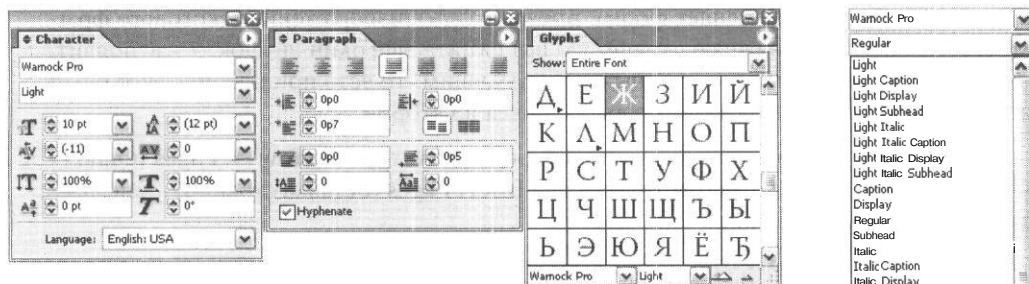 Character
Warnock Pro
Light
10 pt (12 pt)
(-11) 0
100% 100%
0 pt 0°
Language: English: USA
Paragraph
0p0 0p0
0p7
0p0 0p5
0 0
Hyphenate
Glyphs
Show: Entire Font
Д Е Ж З И Й
К Л М Н О П
Р С Т У Ф Х
Ц Ч Ш Щ Ъ Ы
Ь Э Ю Я Ё Ђ
Warnock Pro Light
Warnock Pro
Regular
Light
Light Caption
Light Display
Light Subhead
Light Italic
Light Italic Caption
Light Italic Display
Light Italic Subhead
Caption
Display
Regular
Subhead
Italic
Italic Caption
Italic Display